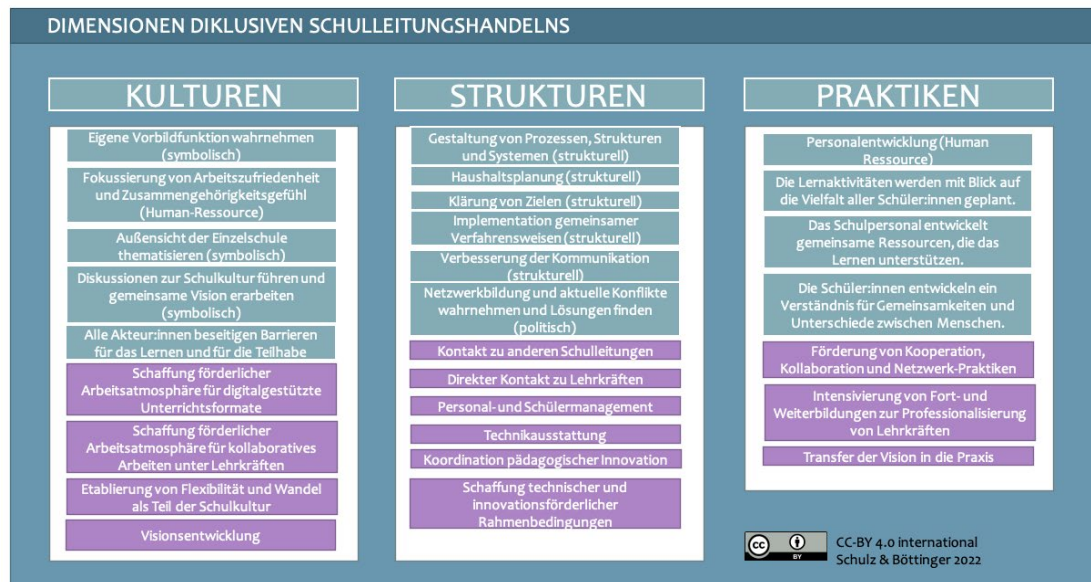 DIMENSIONEN DIKLUSIVEN SCHULLEITUNGSHANDELNS
KULTUREN
Eigene Vorbildfunktion wahrnehmen
(symbolisch)
Fokussierung von Arbeitszufriedenheit
und Zusammengehörigkeitsgefühl
(Human-Ressource)
Außensicht der Einzelschule
thematisieren (symbolisch)
Diskussionen zur Schulkultur führen und
gemeinsame Vision erarbeiten
(symbolisch)
Alle Akteur:innen beseitigen Barrieren
für das Lernen und für die Teilhabe
Schaffung förderlicher
Arbeitsatmosphäre für digitalgestützte
Unterrichtsformate
Schaffung förderlicher
Arbeitsatmosphäre für kollaboratives
Arbeiten unter Lehrkräften
Etablierung von Flexibilität und Wandel
als Teil der Schulkultur
Visionsentwicklung
STRUKTUREN
Gestaltung von Prozessen, Strukturen
und Systemen (strukturell)
Haushaltsplanung (strukturell)
Klärung von Zielen (strukturell)
Implementation gemeinsamer
Verfahrensweisen (strukturell)
Verbesserung der Kommunikation
(strukturell)
Netzwerkbildung und aktuelle Konflikte
wahrnehmen und Lösungen finden
(politisch)
Kontakt zu anderen Schulleitungen
Direkter Kontakt zu Lehrkräften
Personal- und Schülermanagement
Technikausstattung
Koordination pädagogischer Innovation
Schaffung technischer und
innovationsförderlicher
Rahmenbedingungen
PRAKTIKEN
Personalentwicklung (Human
Ressource)
Die Lernaktivitäten werden mit Blick auf
die Vielfalt aller Schüler:innen geplant.
Das Schulpersonal entwickelt
gemeinsame Ressourcen, die das
Lernen unterstützen.
Die Schüler:innen entwickeln ein
Verständnis für Gemeinsamkeiten und
Unterschiede zwischen Menschen.
Förderung von Kooperation,
Kollaboration und Netzwerk-Praktiken
Intensivierung von Fort- und
Weiterbildungen zur Professionalisierung
von Lehrkräften
Transfer der Vision in die Praxis
cc
BY
CC-BY 4.0 international
Schulz & Böttinger 2022